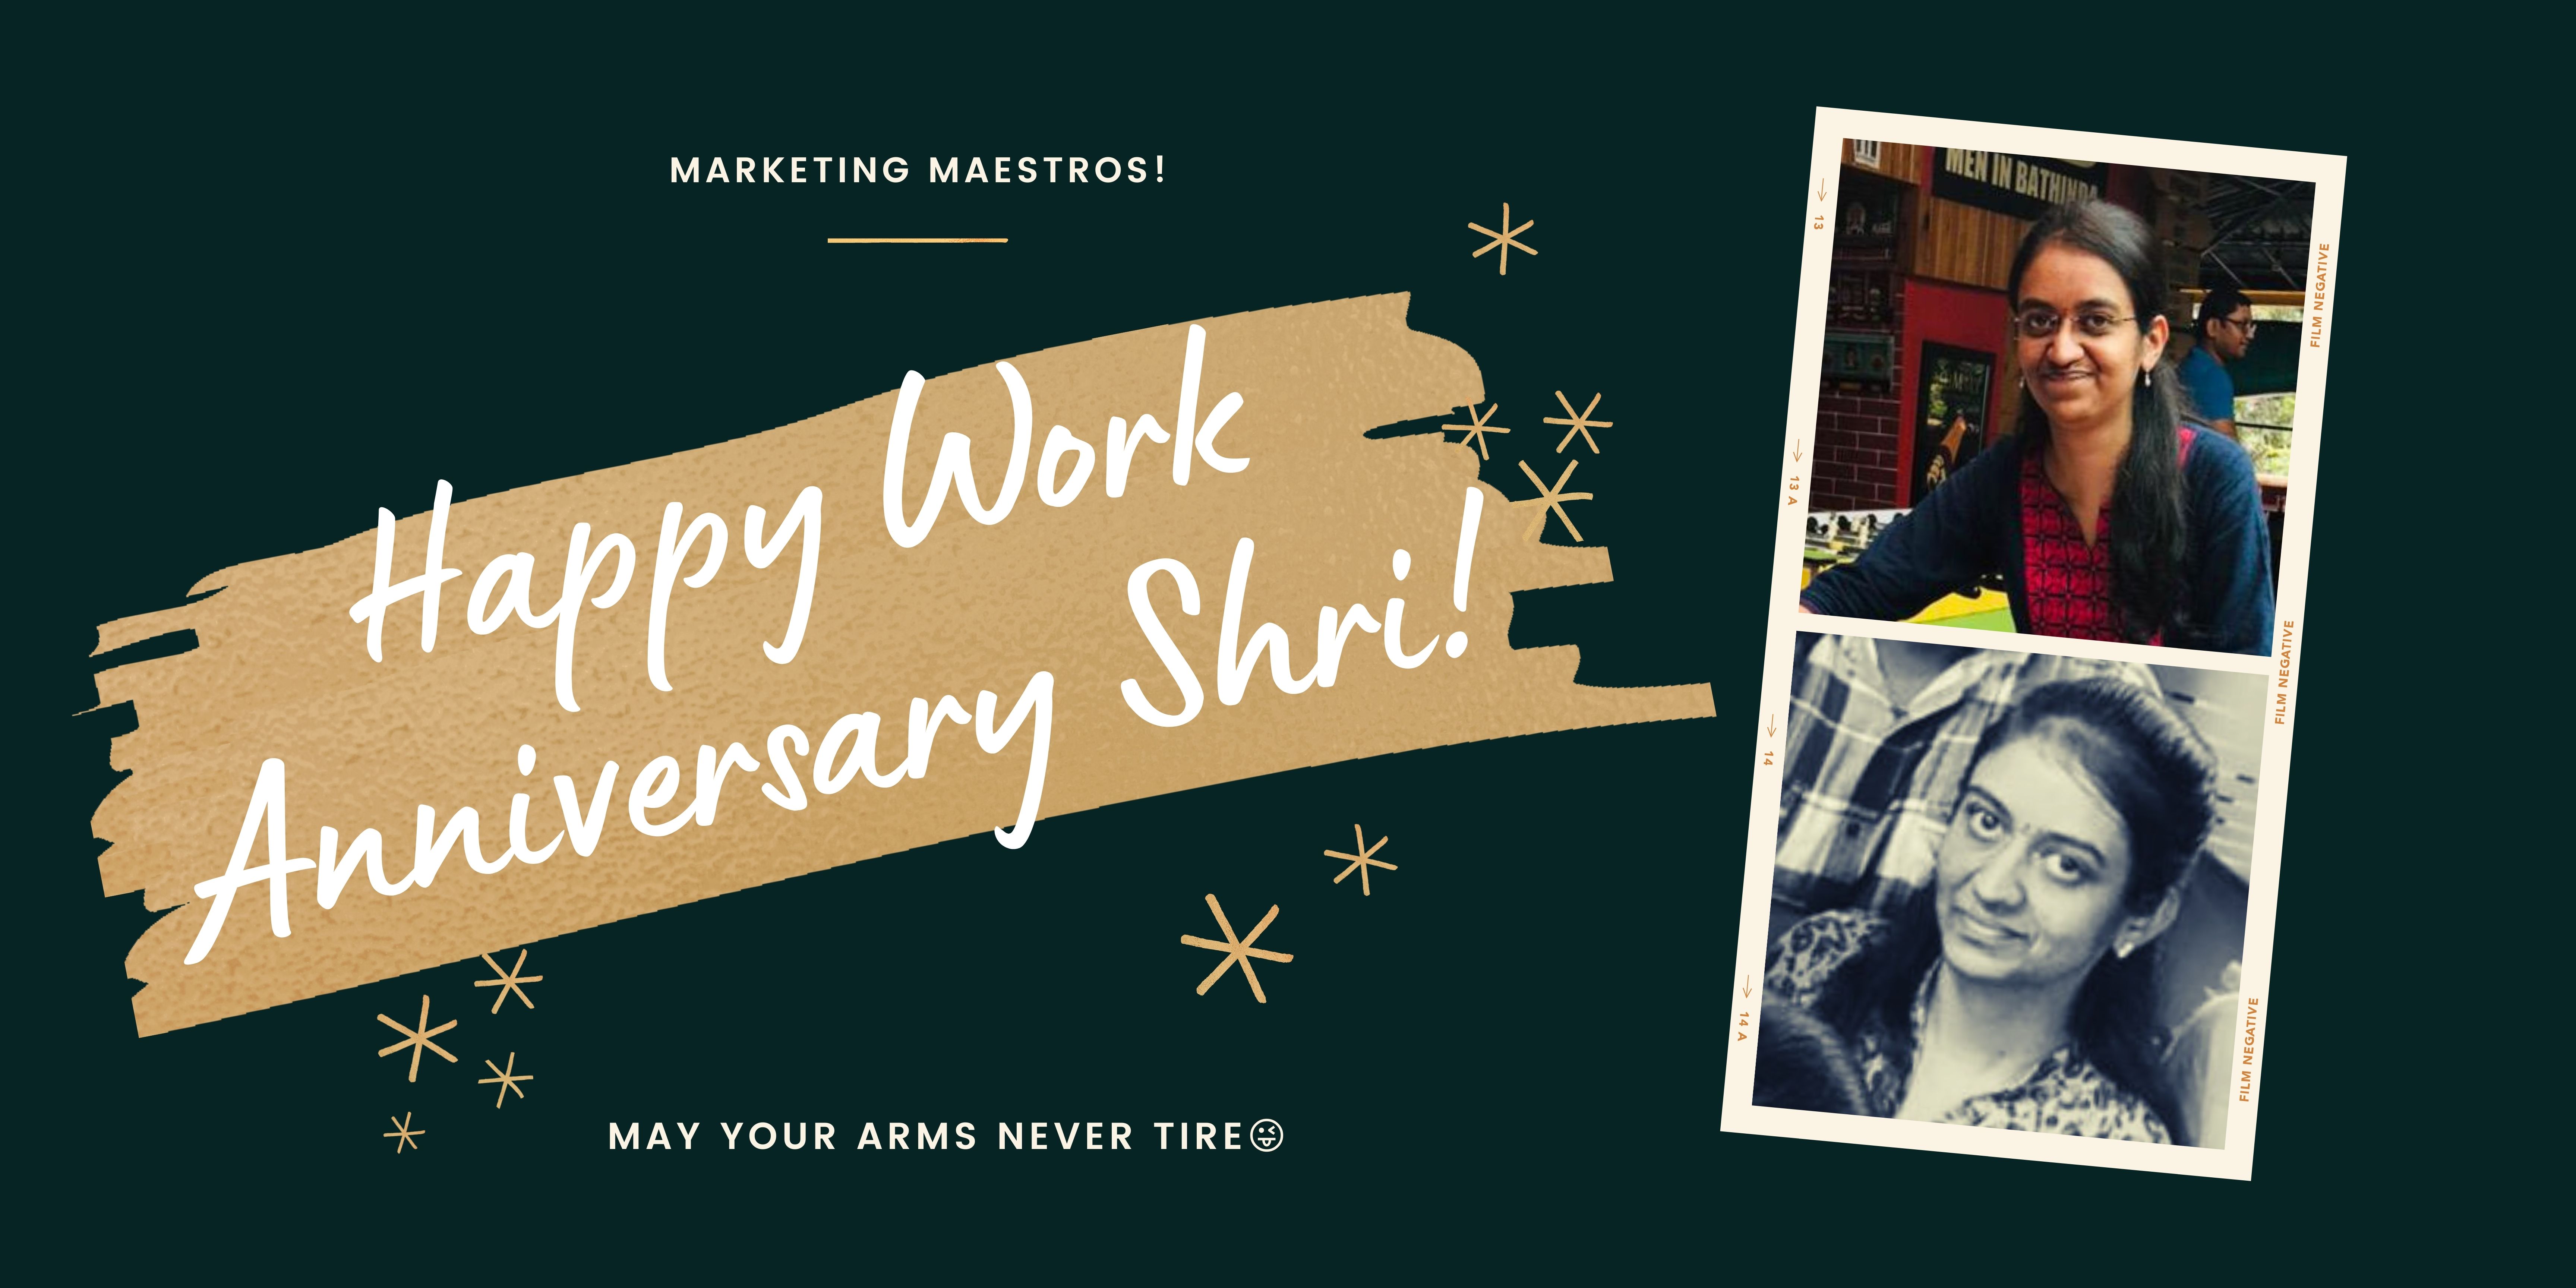 MARKETING MAESTROS!
Happy Work
Anniversary Shri!
MAY YOUR ARMS NEVER TIRE😜
MEN IN BATHINDA
→ 13
→ 13 A
→ 14
→ 14 A
FILM NEGATIVE
FILM NEGATIVE
FILM NEGATIVE